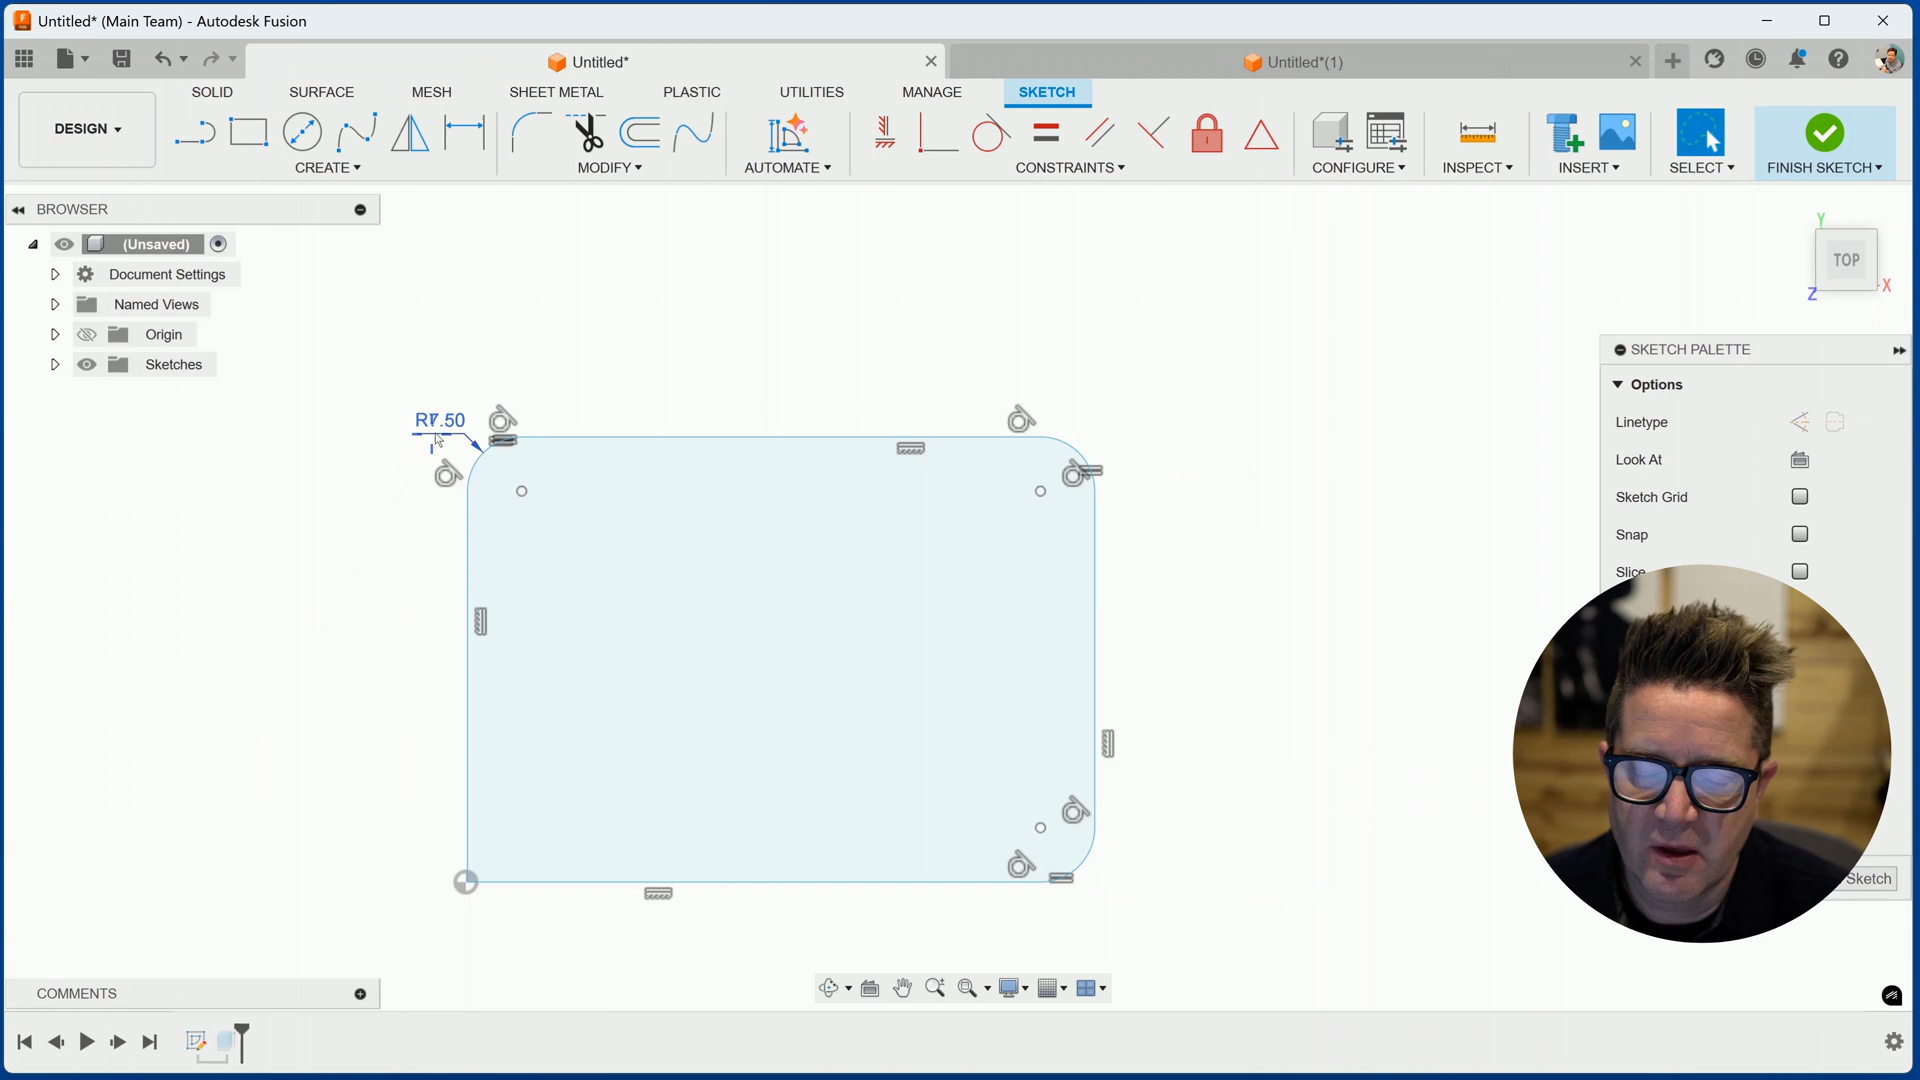 Untitled* (Main Team) - Autodesk Fusion
Untitled*
Untitled*(1)
SOLID
SURFACE
MESH
SHEET METAL
PLASTIC
UTILITIES
MANAGE
SKETCH
DESIGN
CREATE
MODIFY
AUTOMATE
CONSTRAINTS
CONFIGURE
INSPECT
INSERT
SELECT
FINISH SKETCH
BROWSER
(Unsaved)
Document Settings
Named Views
Origin
Sketches
Y
TOP
X
Z
SKETCH PALETTE
Options
Linetype
Look At
Sketch Grid
Snap
Slice
Sketch
COMMENTS